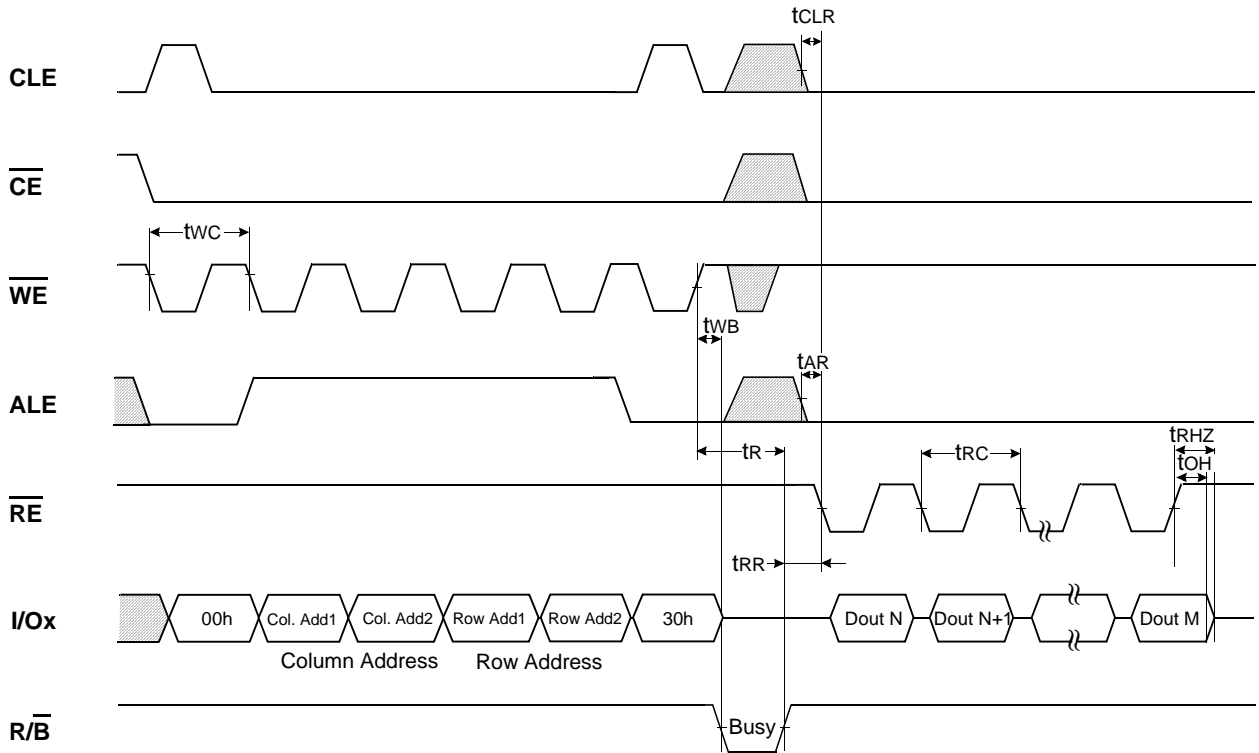 tCLR
CLE
CE
tWC
WE
tWB
tAR
ALE
tR
tRC
tRHZ
tOH
RE
tRR
I/Ox
00h
Col. Add1
Col. Add2
Row Add1
Row Add2
30h
Dout N
Dout N+1
Dout M
Column Address
Row Address
Busy
R/B